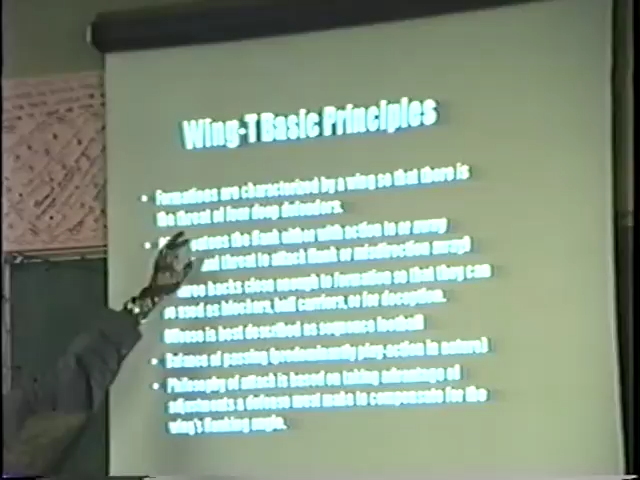 Wing-T Basic Principles
Formations are characterized by a wing so that there is
the threat of four deep defenders.
the flank either with action to or away
and threat to attack flank or misdirection away)
backs close enough to formation so that they can
used as blockers, ball carriers, or for deception.
Offense is best described as sequence football
Balance of passing (predominantly play-action in nature)
Philosophy of attack is based on taking advantage of
adjustments a defense must make to compensate for the
wing's flanking angle.